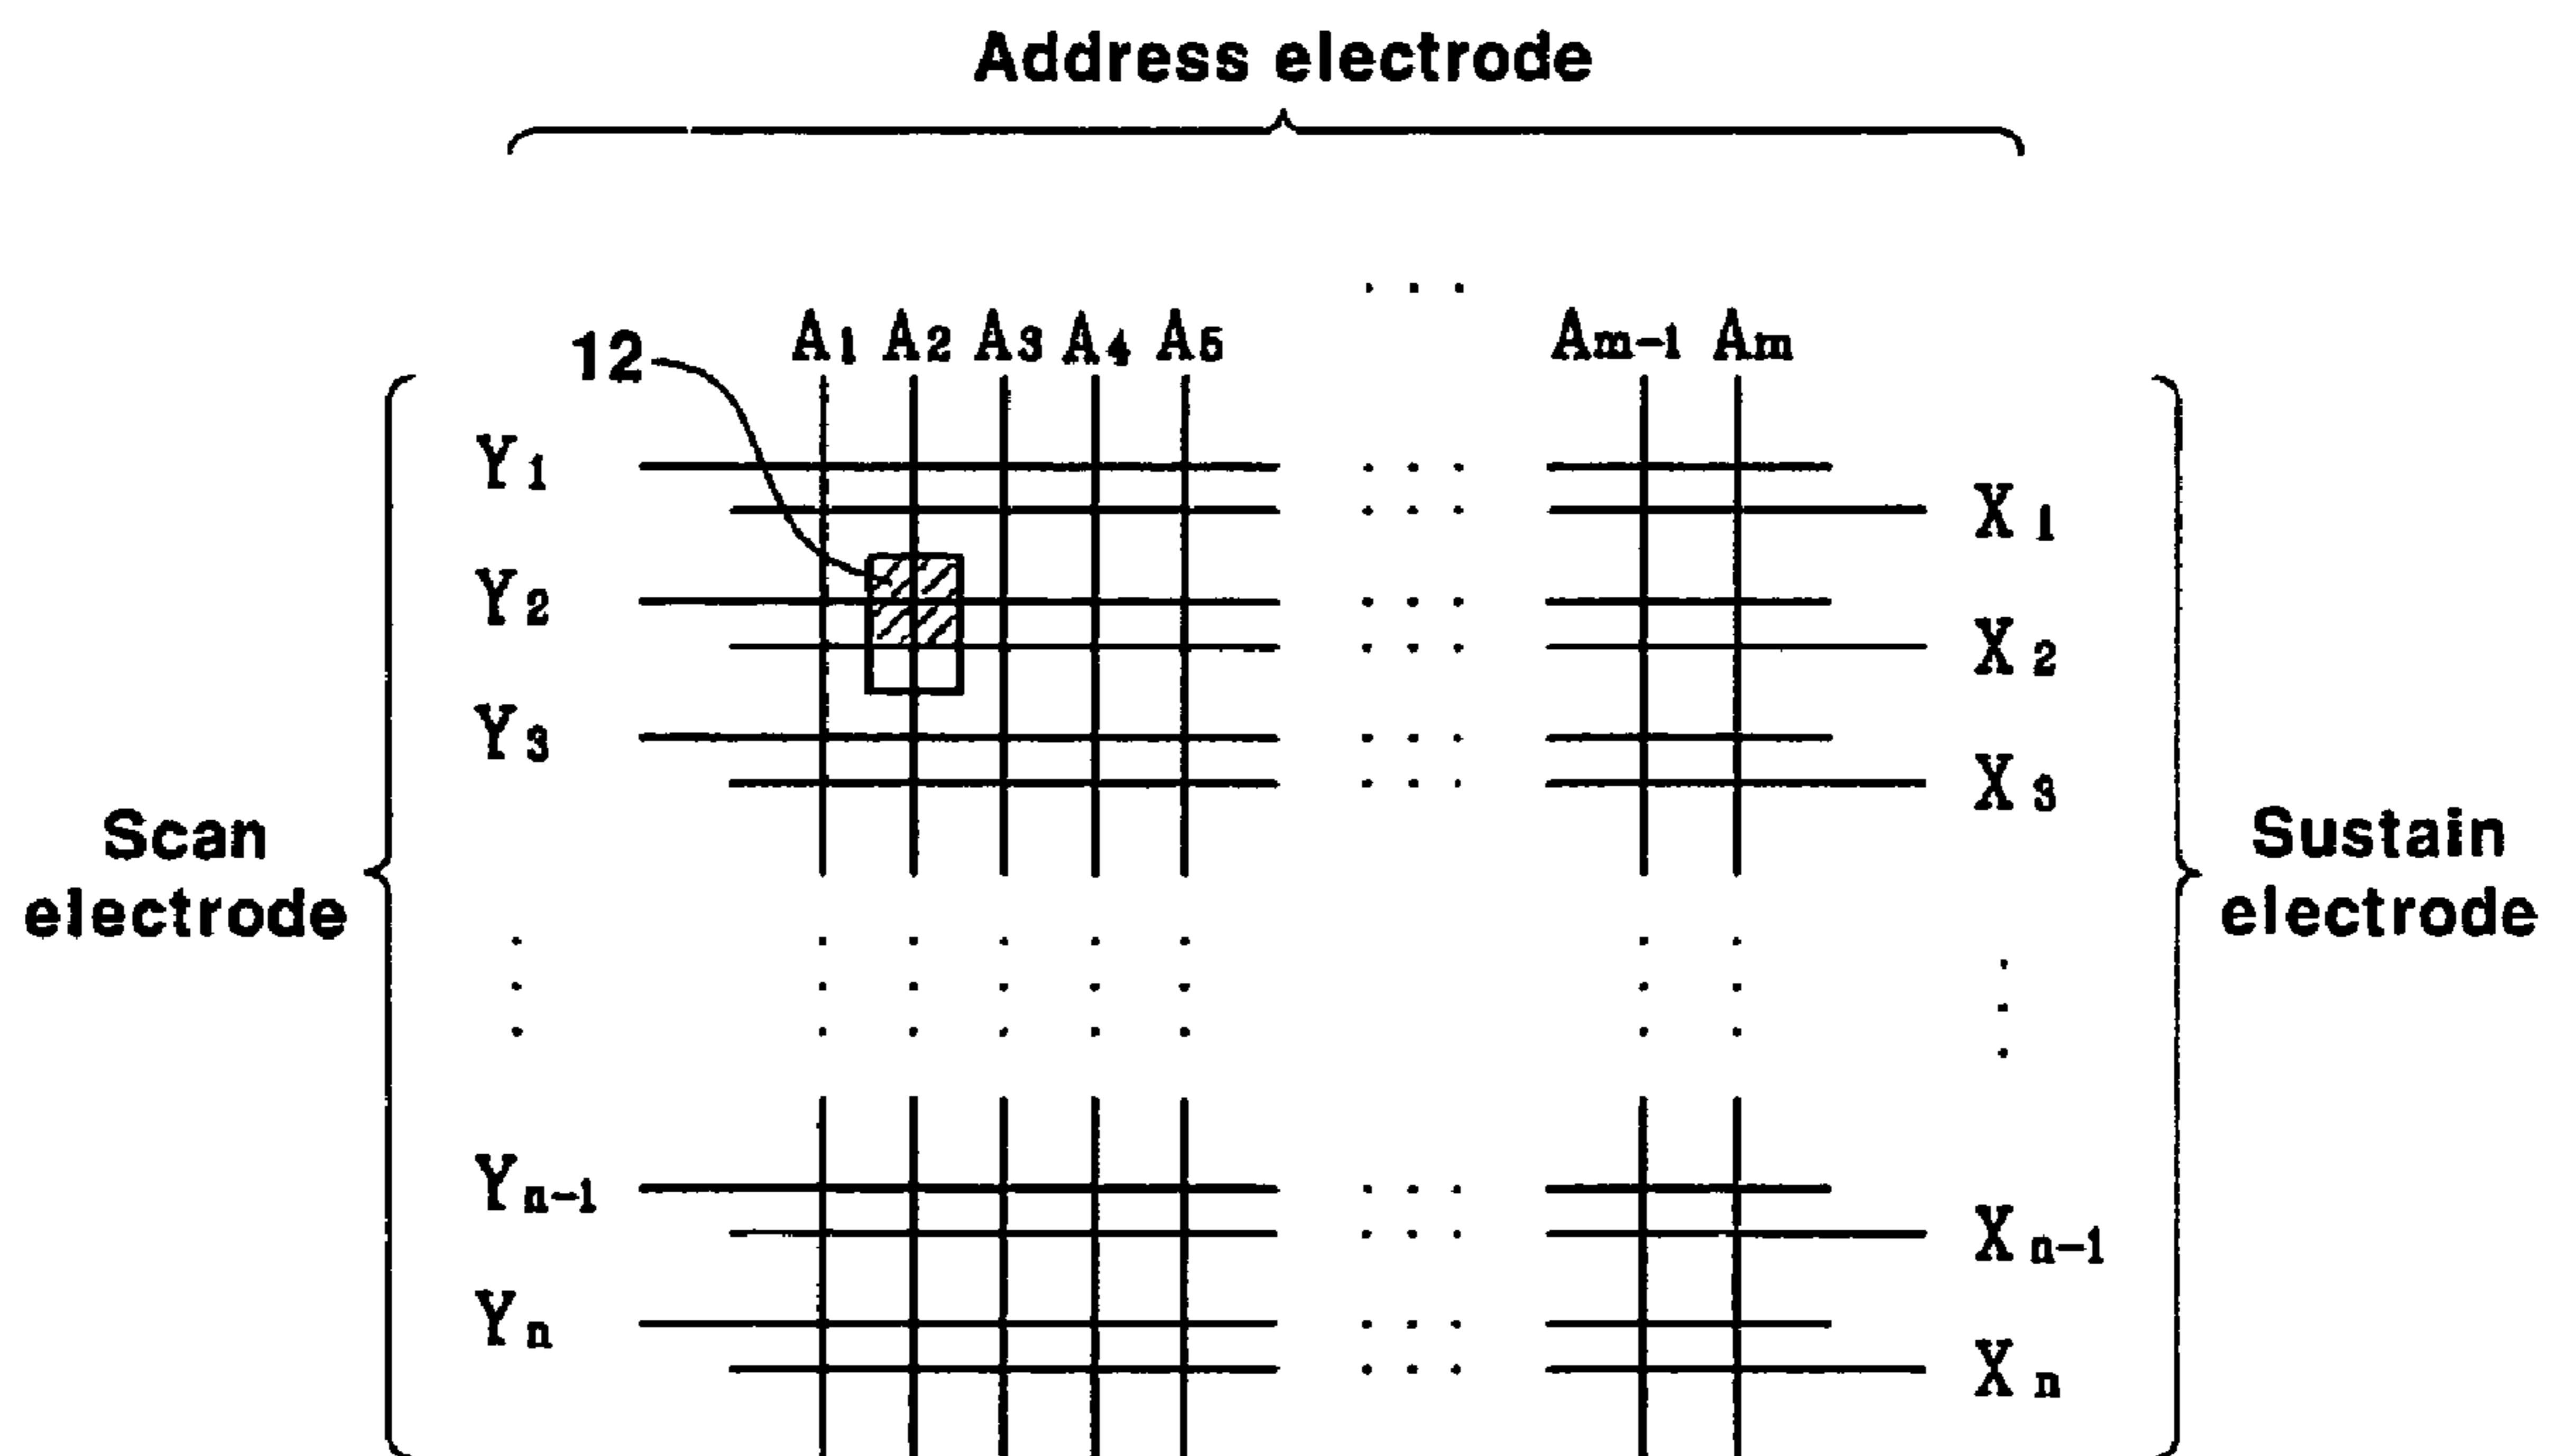 Address electrode
. . .
A1 A2 A3 A4 A5 Am-1 Am
12
Y1
X1
Y2
X2
Y3
X3
Scan
electrode
Sustain
electrode
Yn-1
Xn-1
Yn
Xn